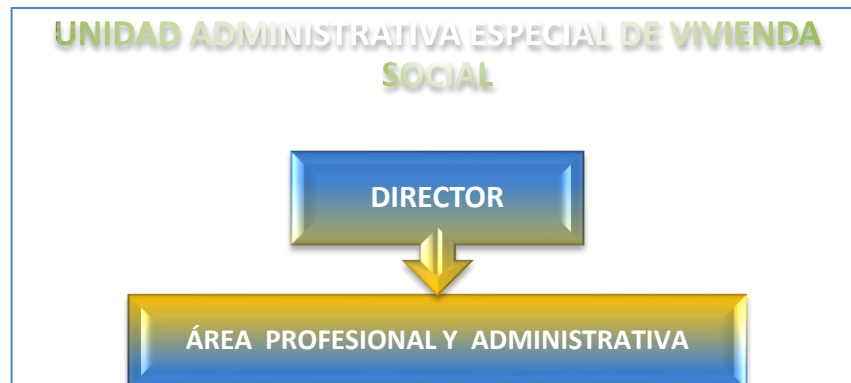 UNIDAD ADMINISTRATIVA ESPECIAL DE VIVIENDA
SOCIAL
DIRECTOR
ÁREA PROFESIONAL Y ADMINISTRATIVA